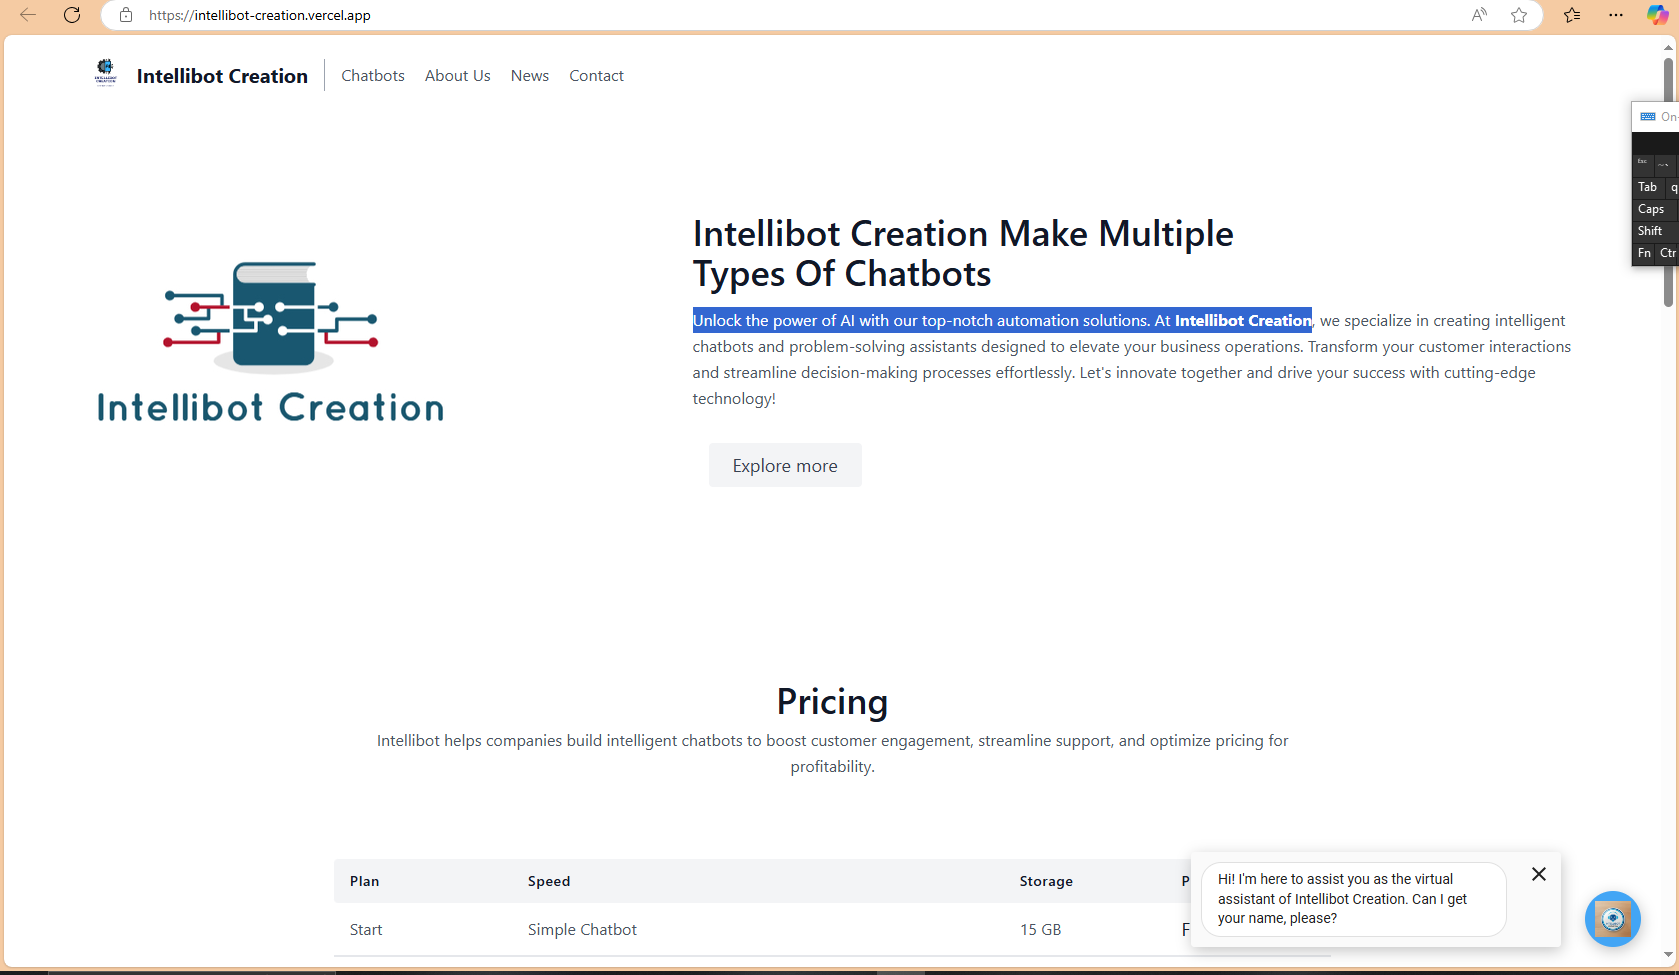 https://intellibot-creation.vercel.app
Intellibot Creation
Chatbots
About Us
News
Contact
On-
Esc
~ `
Tab
q
Caps
Shift
Fn
Ctr
Intellibot Creation Make Multiple
Types Of Chatbots
Unlock the power of AI with our top-notch automation solutions. At Intellibot Creation, we specialize in creating intelligent
chatbots and problem-solving assistants designed to elevate your business operations. Transform your customer interactions
and streamline decision-making processes effortlessly. Let's innovate together and drive your success with cutting-edge
technology!
Intellibot Creation
Explore more
Pricing
Intellibot helps companies build intelligent chatbots to boost customer engagement, streamline support, and optimize pricing for
profitability.
Plan
Speed
Storage
P
Start
Simple Chatbot
15 GB
F
Hi! I'm here to assist you as the virtual
assistant of Intellibot Creation. Can I get
your name, please?